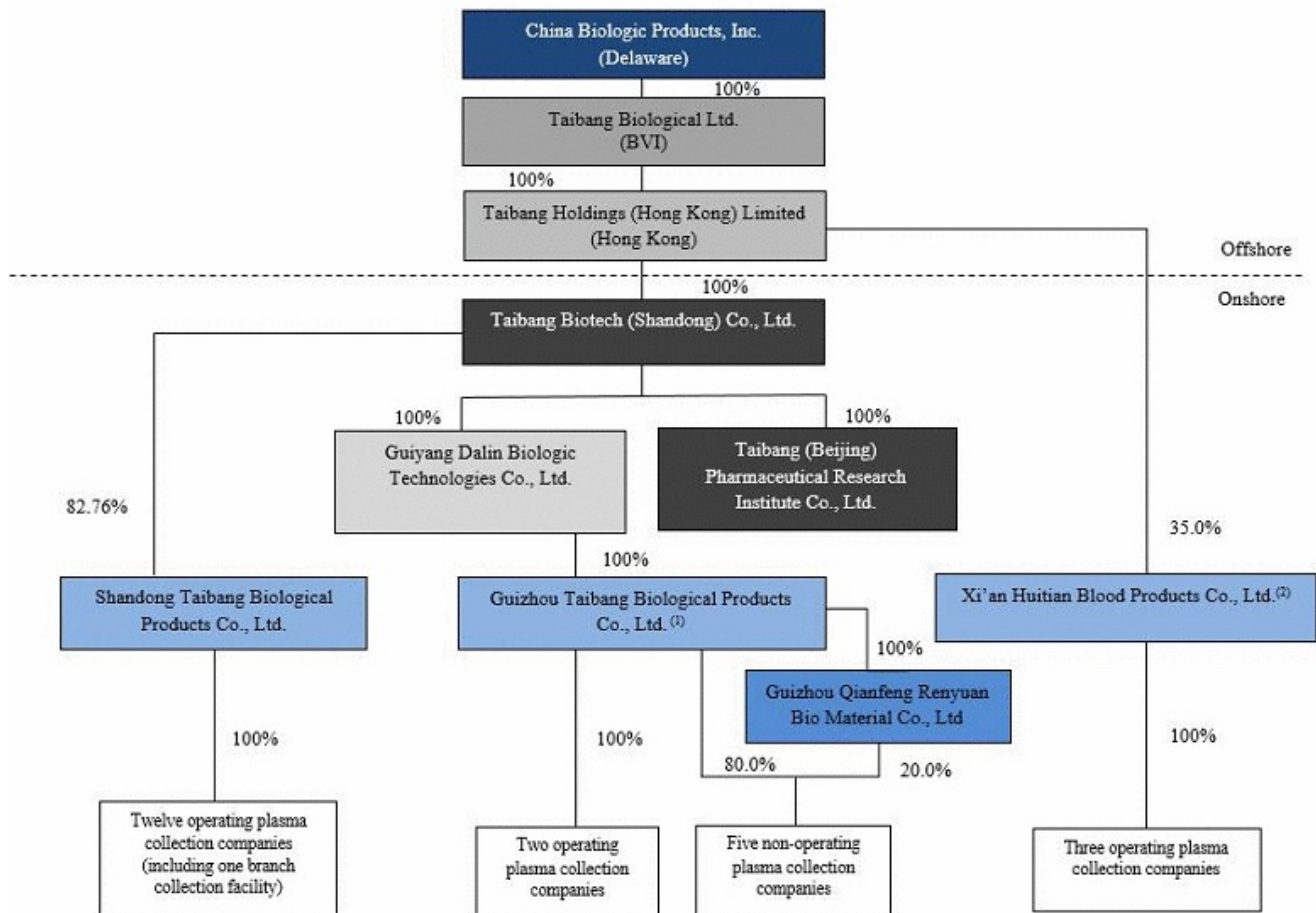 China Biologic Products, Inc.
(Delaware)
100%
Taibang Biological Ltd.
(BVI)
100%
Taibang Holdings (Hong Kong) Limited
(Hong Kong)
Offshore
100%
Onshore
Taibang Biotech (Shandong) Co., Ltd.
100%
100%
Guiyang Dalin Biologic
Technologies Co., Ltd.
Taibang (Beijing)
Pharmaceutical Research
Institute Co., Ltd.
82.76%
35.0%
100%
Shandong Taibang Biological
Products Co., Ltd.
Guizhou Taibang Biological Products
Co., Ltd. (1)
Xi’an Huitian Blood Products Co., Ltd.(2)
100%
Guizhou Qianfeng Renyuan
Bio Material Co., Ltd
100%
100%
80.0%
20.0%
100%
Twelve operating plasma
collection companies
(including one branch
collection facility)
Two operating
plasma collection
companies
Five non-operating
plasma collection
companies
Three operating plasma
collection companies